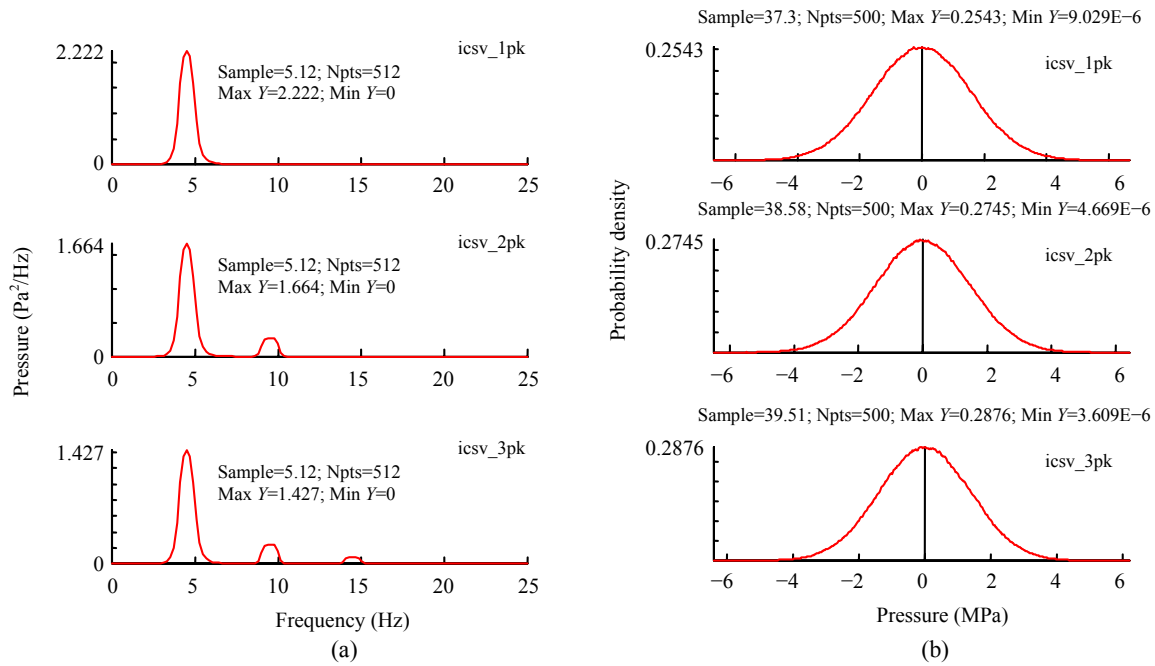 2.222
icsv_1pk
Sample=5.12; Npts=512
Max Y=2.222; Min Y=0
0
0 5 10 15 20 25
1.664
icsv_2pk
Sample=5.12; Npts=512
Max Y=1.664; Min Y=0
0
0 5 10 15 20 25
1.427
icsv_3pk
Sample=5.12; Npts=512
Max Y=1.427; Min Y=0
0
0 5 10 15 20 25
Pressure (Pa²/Hz)
Frequency (Hz)
(a)
Sample=37.3; Npts=500; Max Y=0.2543; Min Y=9.029E−6
0.2543
icsv_1pk
−6 −4 −2 0 2 4 6
Sample=38.58; Npts=500; Max Y=0.2745; Min Y=4.669E−6
0.2745
icsv_2pk
−6 −4 −2 0 2 4 6
Sample=39.51; Npts=500; Max Y=0.2876; Min Y=3.609E−6
0.2876
icsv_3pk
−6 −4 −2 0 2 4 6
Probability density
Pressure (MPa)
(b)